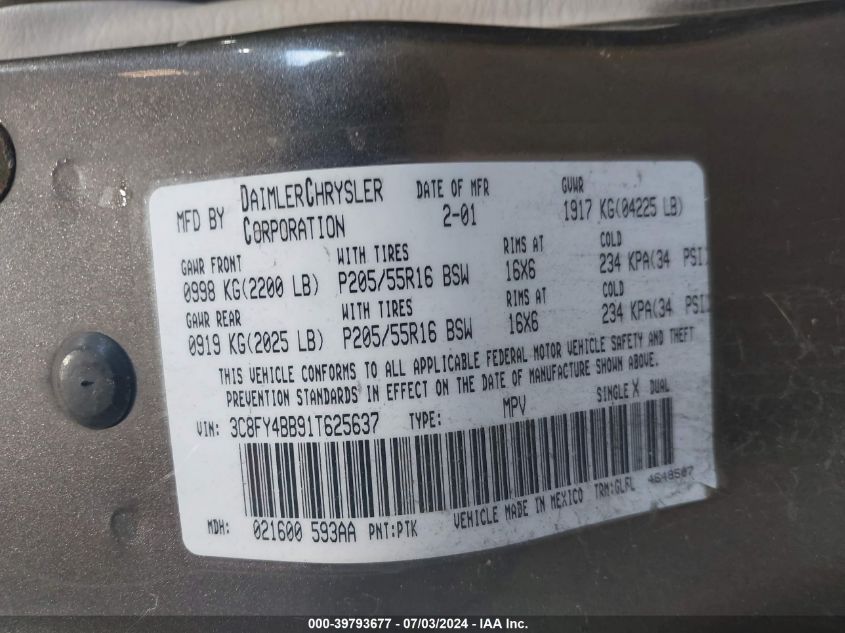 MFD BY DAIMLERCHRYSLER CORPORATION
DATE OF MFR 2-01
GVWR 1917 KG(04225 LB)
GAWR FRONT WITH TIRES RIMS AT COLD
0998 KG(2200 LB) P205/55R16 BSW 16X6 234 KPA(34 PSI)
GAWR REAR WITH TIRES RIMS AT COLD
0919 KG(2025 LB) P205/55R16 BSW 16X6 234 KPA(34 PSI)
THIS VEHICLE CONFORMS TO ALL APPLICABLE FEDERAL MOTOR VEHICLE SAFETY AND THEFT
PREVENTION STANDARDS IN EFFECT ON THE DATE OF MANUFACTURE SHOWN ABOVE.
VIN: 3C8FY4BB91T625637 TYPE: MPV SINGLE X DUAL
4648507
MDH: 021600 593AA PNT:PTK VEHICLE MADE IN MEXICO TRM:GLFL
000-39793677 / 07/03/2024 - IAA Inc.